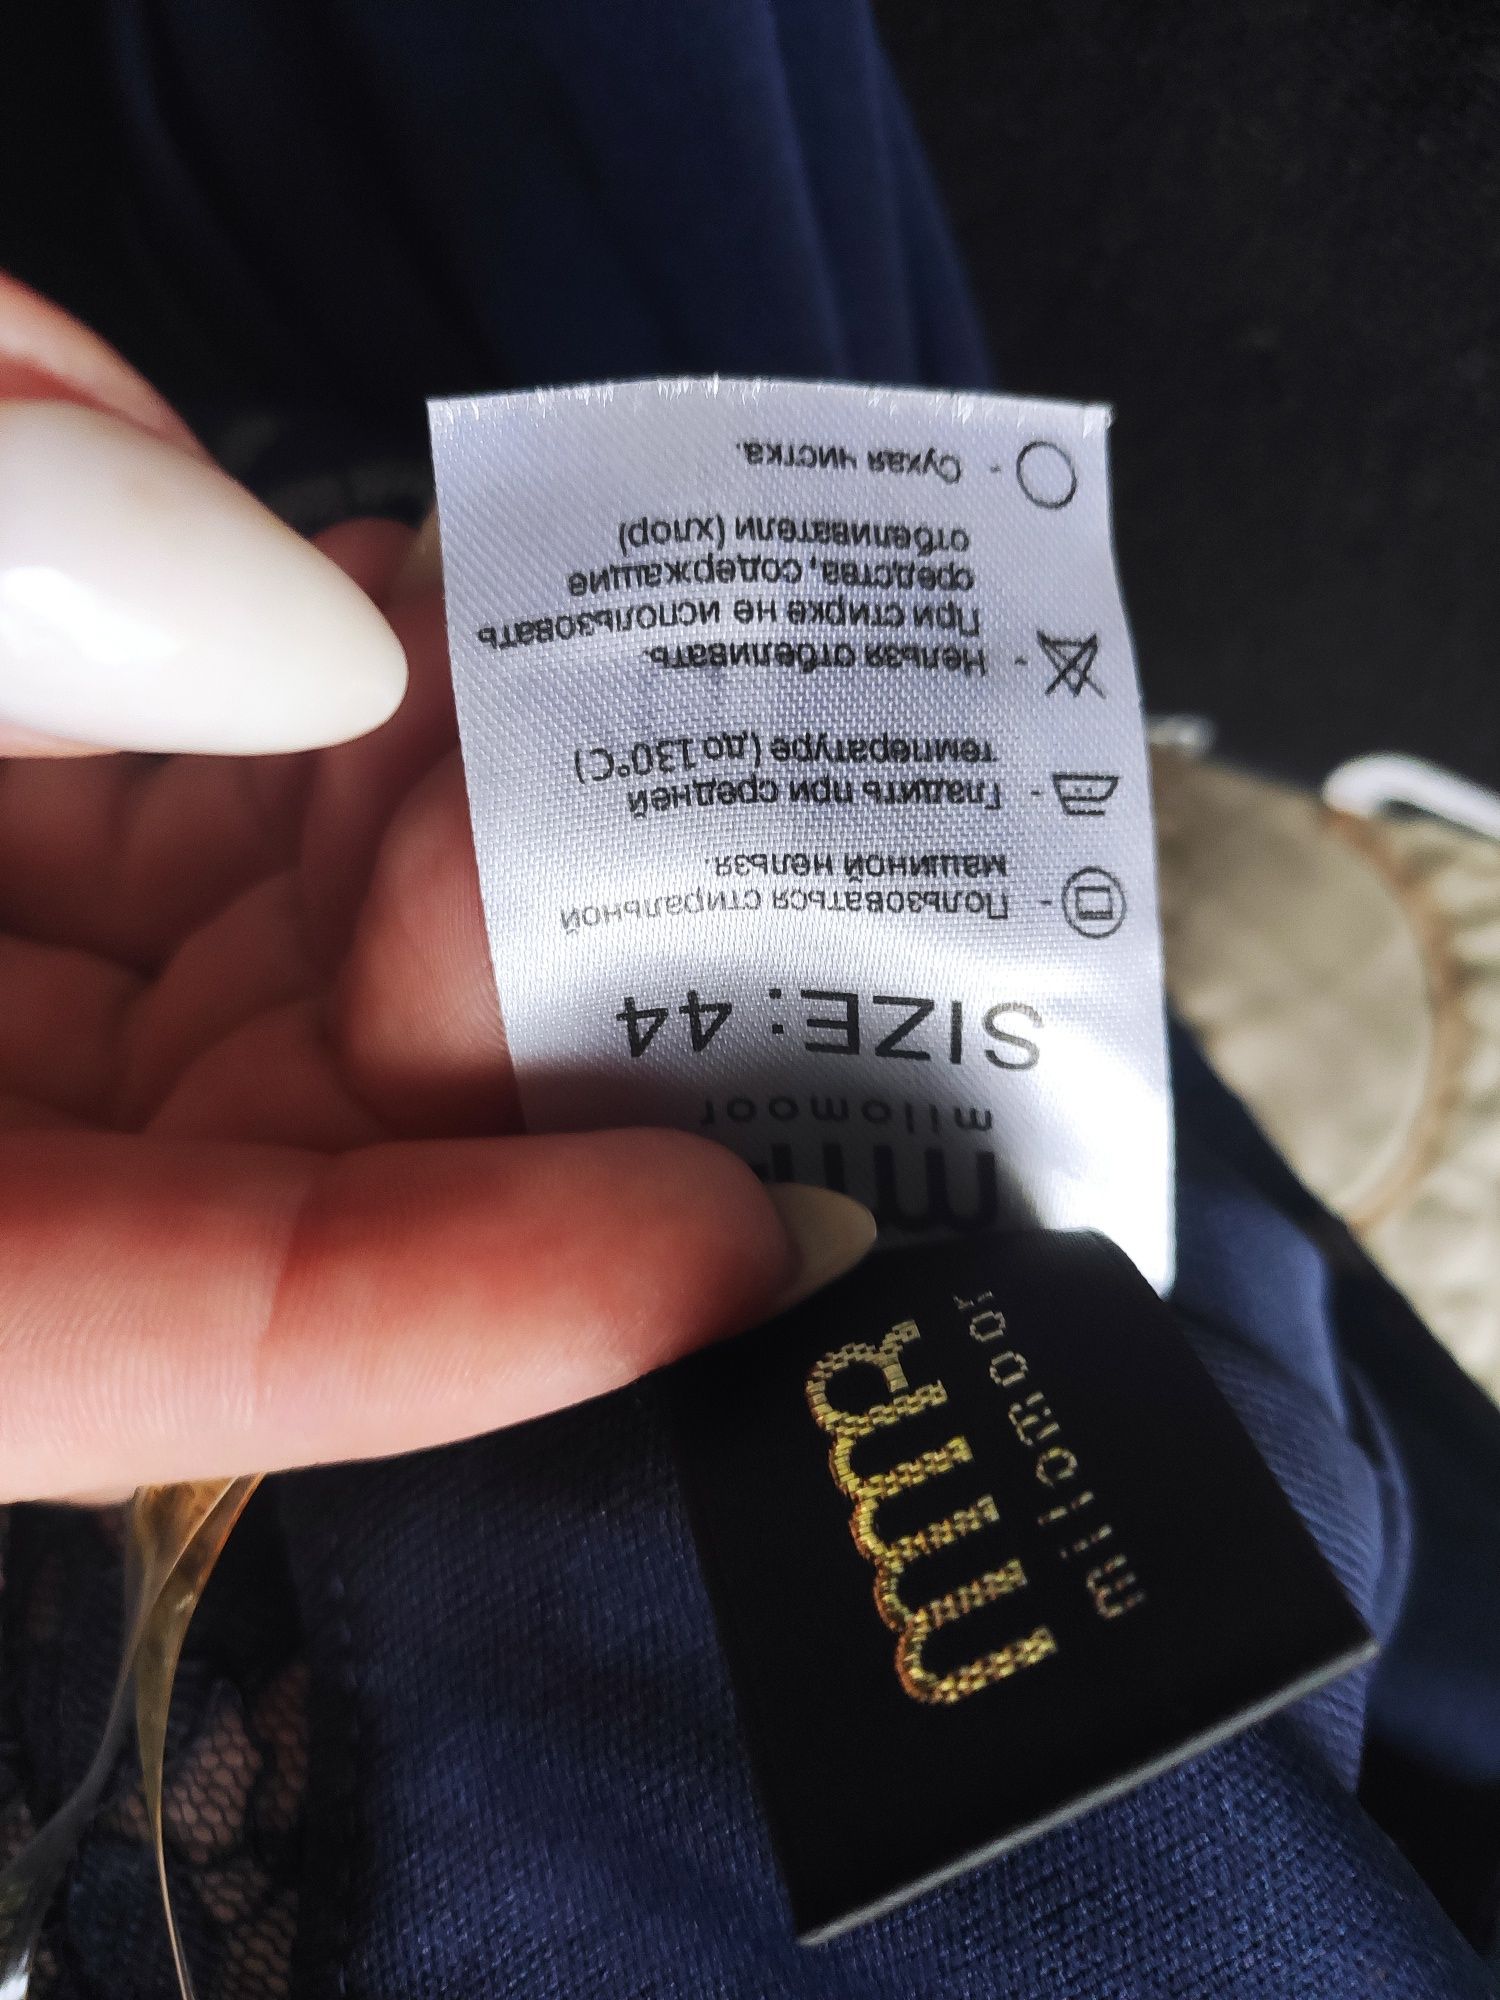 milomoor
SIZE: 44
- Пользоваться стиральной
машиной нельзя.
- Гладить при средней
температуре (до 130°C)
- Нельзя отбеливать.
При стирке не использовать
средства, содержащие
отбеливатели (хлор)
- Сухая чистка.
milomoor